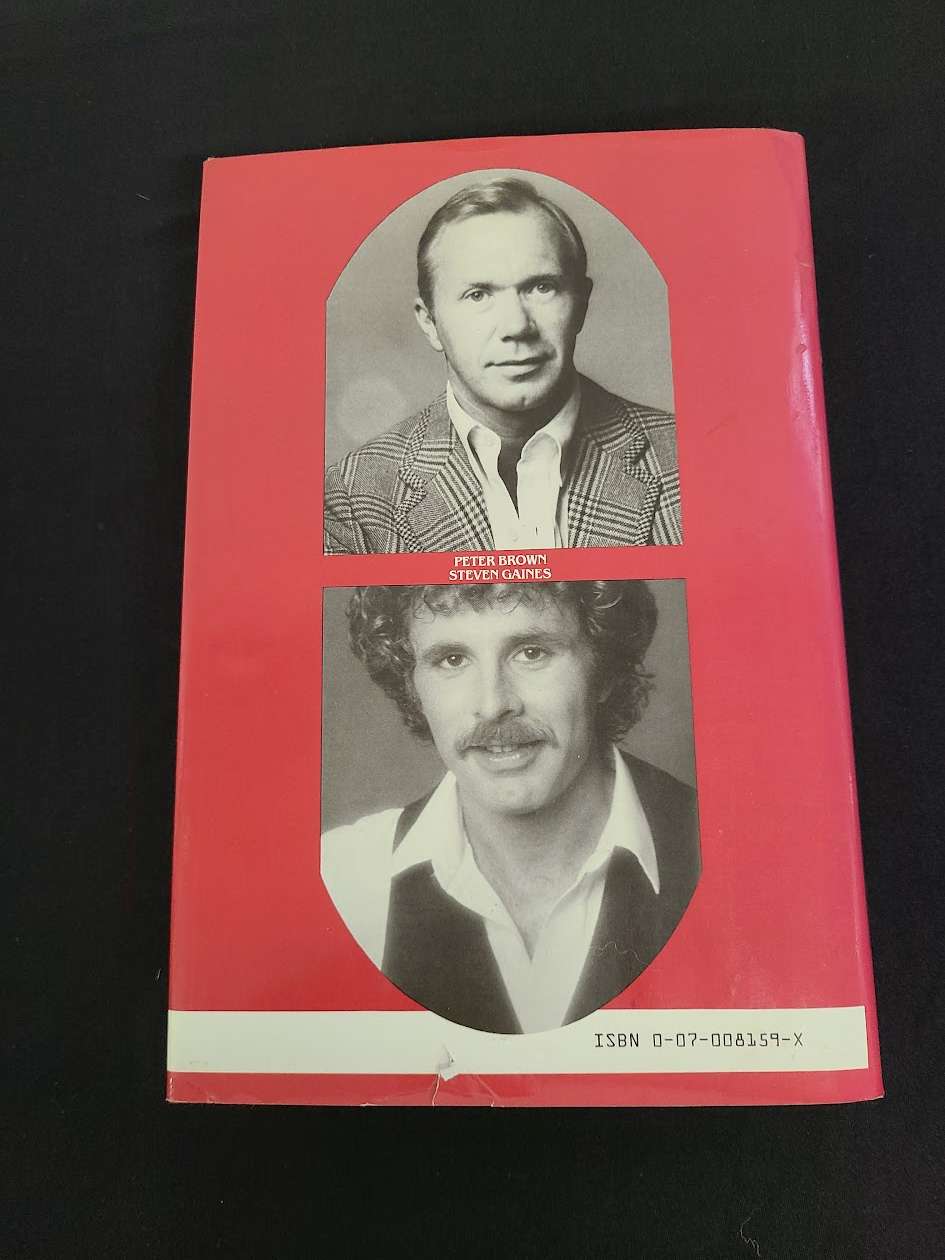 PETER BROWN
STEVEN GAINES
ISBN 0-07-008159-X